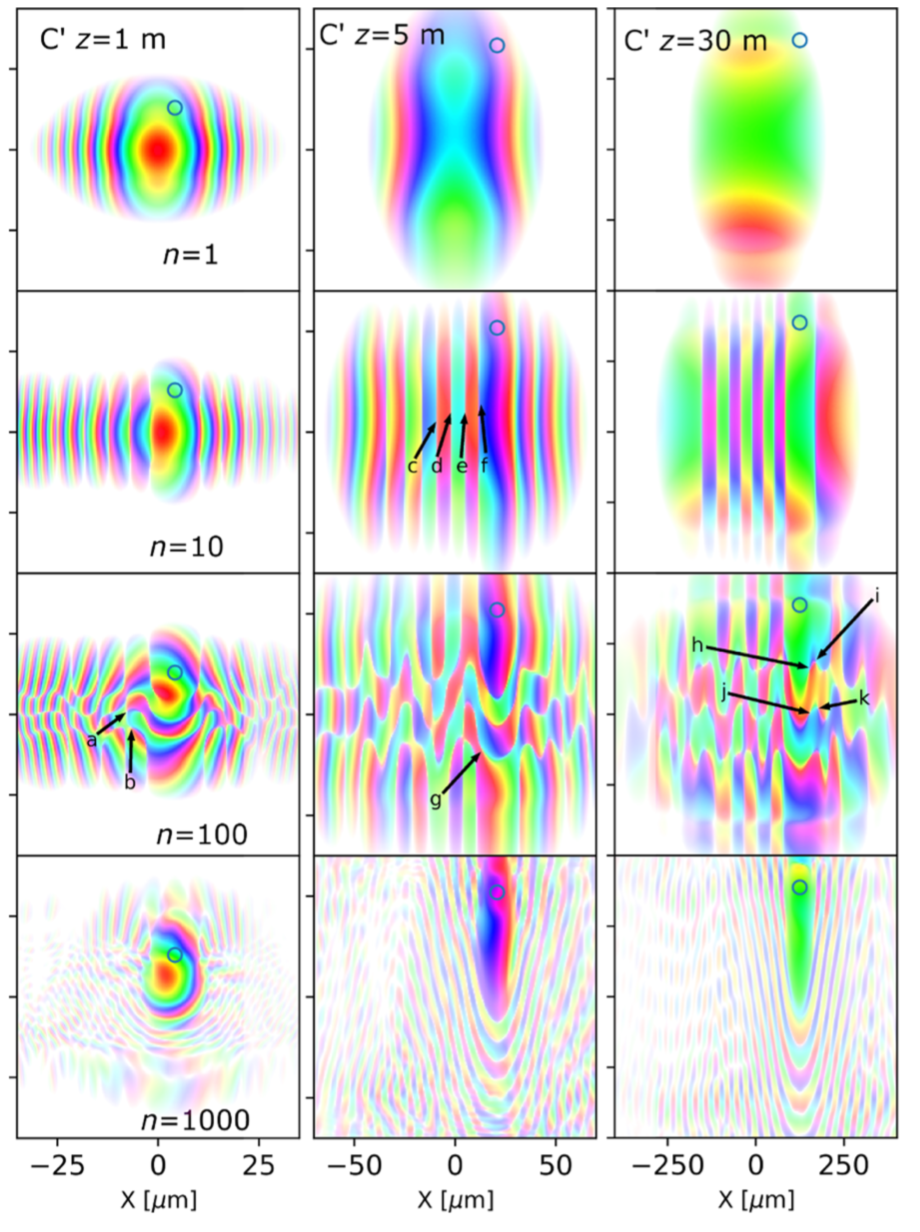 C' z=1 m
C' z=5 m
C' z=30 m
n=1
c d e f
n=10
i
h
j
k
a
b
g
n=100
n=1000
−25 0 25
−50 0 50
−250 0 250
X [μm]
X [μm]
X [μm]